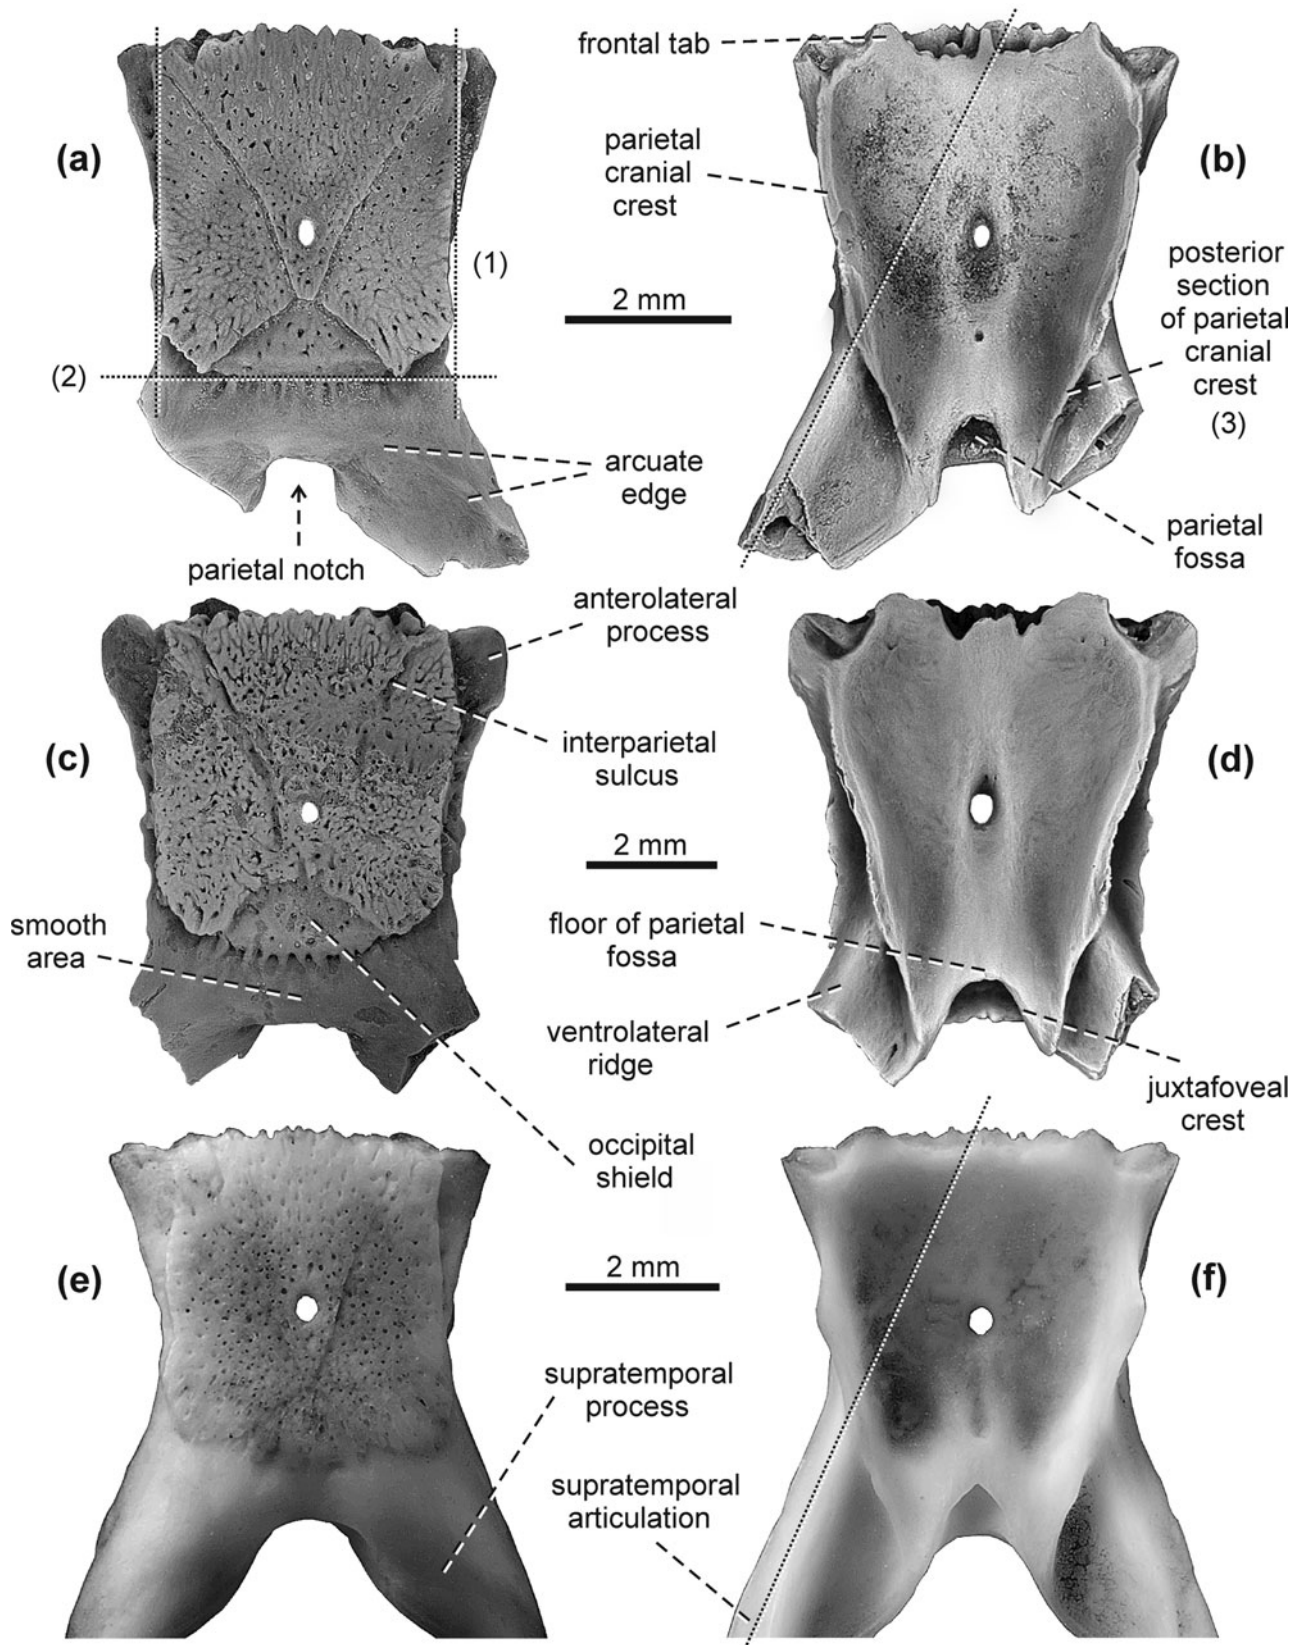 frontal tab
(a)
parietal
cranial
crest
(b)
(1)
posterior
section
of parietal
cranial
crest
(3)
2 mm
(2)
arcuate
edge
parietal notch
parietal
fossa
anterolateral
process
interparietal
sulcus
(c)
(d)
2 mm
smooth
area
floor of parietal
fossa
ventrolateral
ridge
juxtafoveal
crest
occipital
shield
(e)
2 mm
(f)
supratemporal
process
supratemporal
articulation